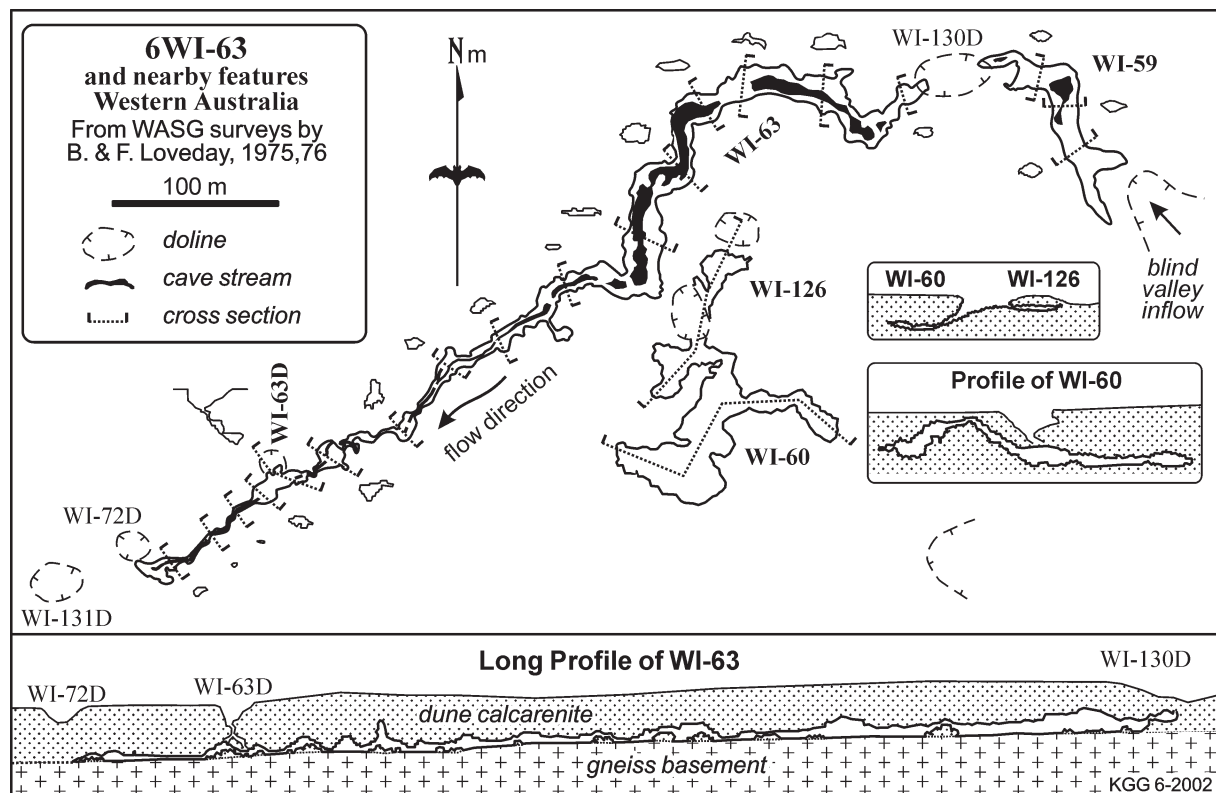 6WI-63
and nearby features
Western Australia
From WASG surveys by
B. & F. Loveday, 1975,76
100 m
doline
cave stream
cross section
Nm
WI-130D
WI-59
WI-63
WI-126
blind
valley
inflow
WI-60 WI-126
Profile of WI-60
flow direction
WI-63D
WI-60
WI-72D
WI-131D
Long Profile of WI-63
WI-72D
WI-63D
WI-130D
dune calcarenite
gneiss basement
KGG 6-2002